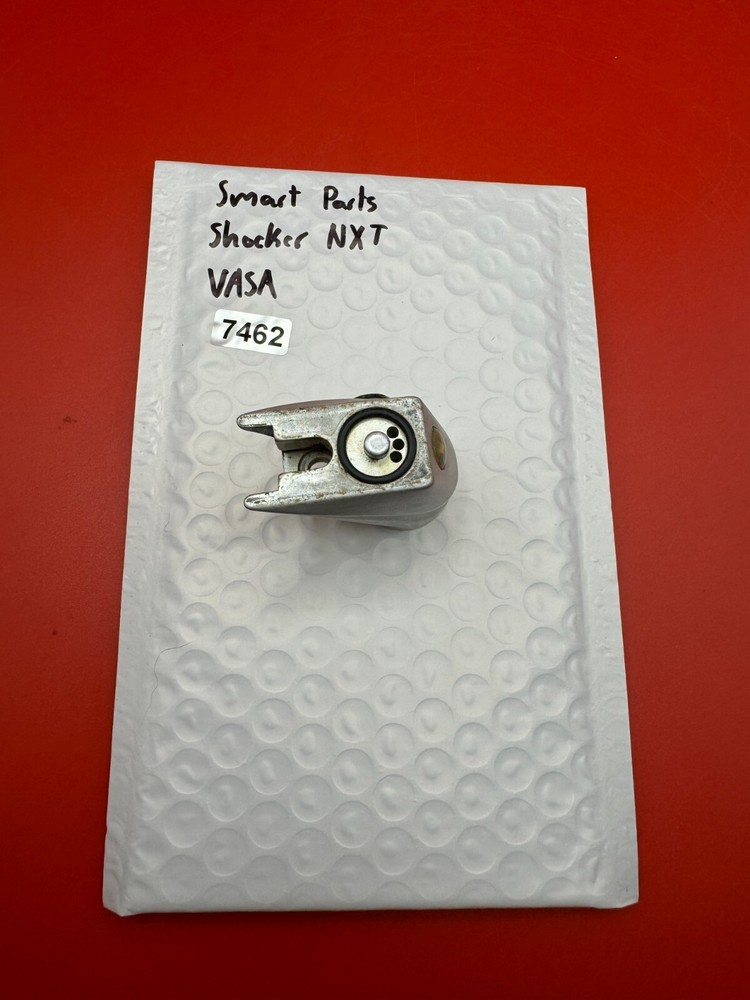 Smart Parts
Shocker NXT
VASA
7462